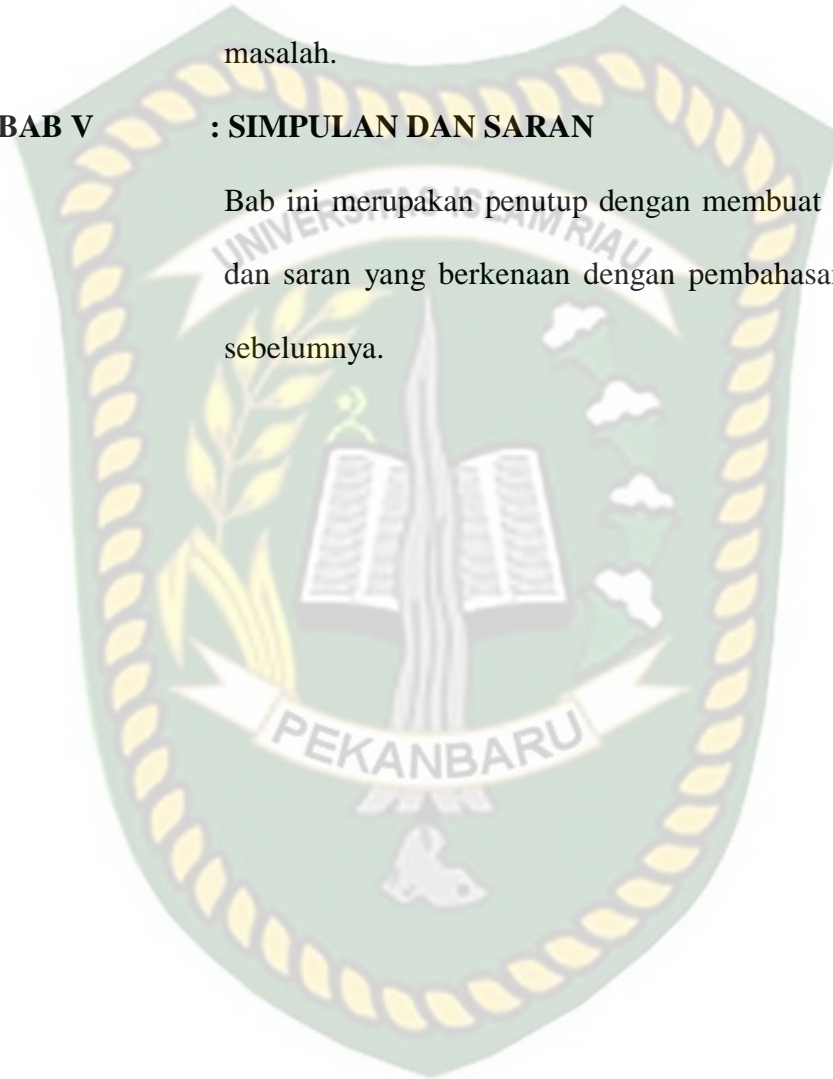 masalah.
BAB V : SIMPULAN DAN SARAN
Bab ini merupakan penutup dengan membuat
dan saran yang berkenaan dengan pembahasan
sebelumnya.
UNIVERSITAS ISLAM RIAU
PEKANBARU